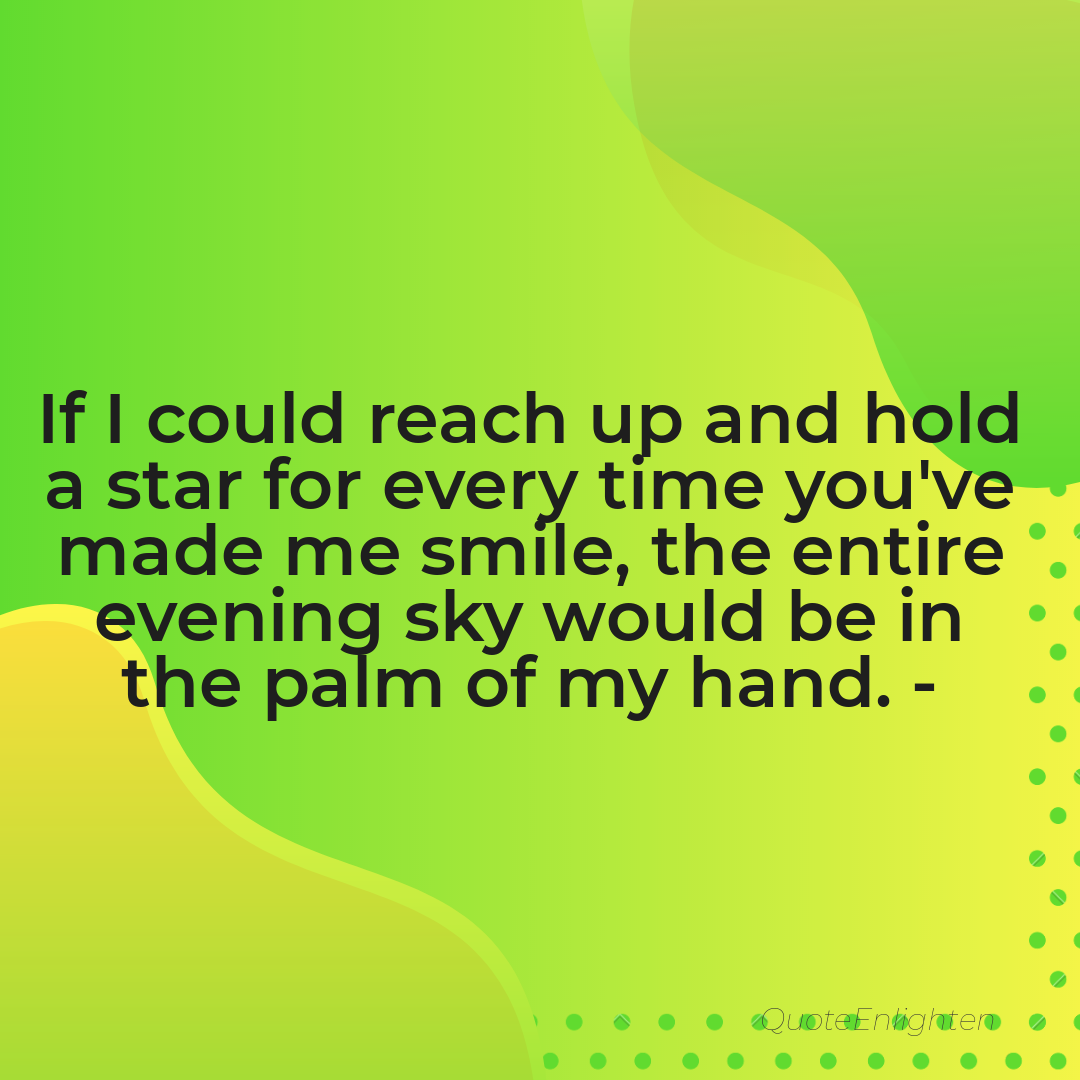 If I could reach up and hold
a star for every time you've
made me smile, the entire
evening sky would be in
the palm of my hand. -
QuoteEnlighten